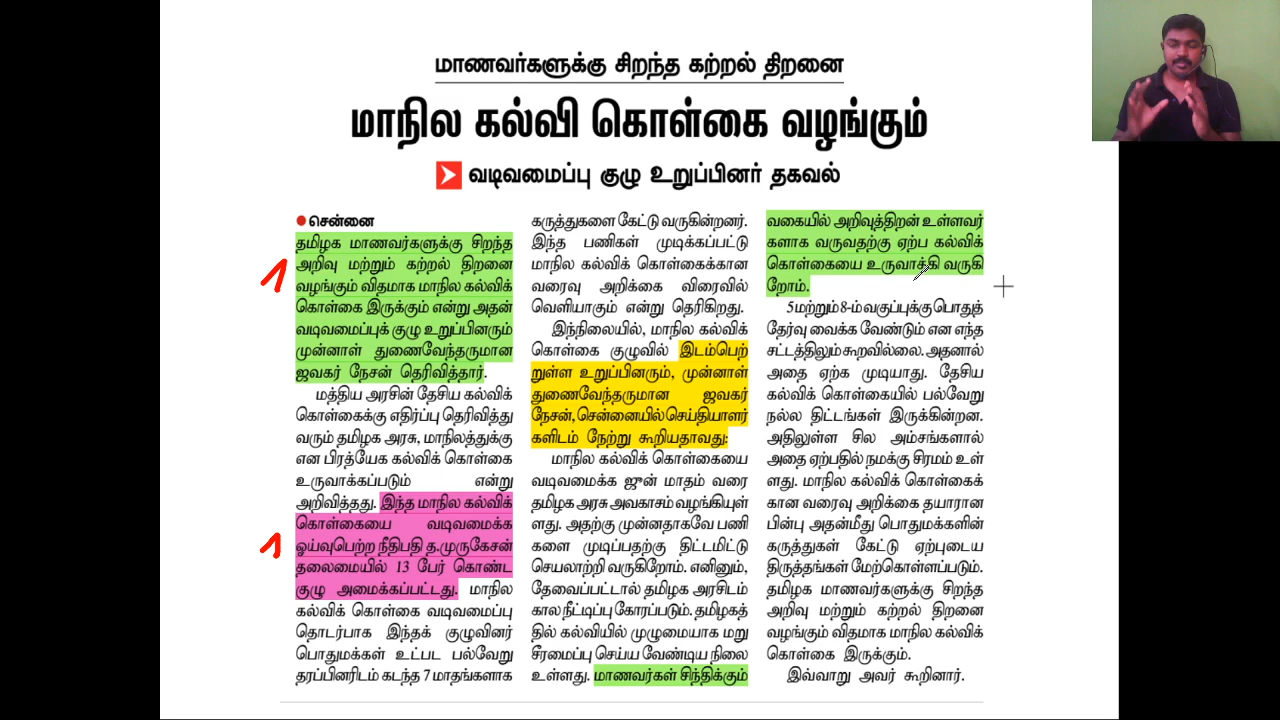 மாணவர்களுக்கு சிறந்த கற்றல் திறனை
மாநில கல்வி கொள்கை வழங்கும்
வடிவமைப்பு குழு உறுப்பினர் தகவல்
சென்னை
தமிழக மாணவர்களுக்கு சிறந்த
அறிவு மற்றும் கற்றல் திறனை
வழங்கும் விதமாக மாநில கல்விக்
கொள்கை இருக்கும் என்று அதன்
வடிவமைப்புக் குழு உறுப்பினரும்
முன்னாள் துணைவேந்தருமான
ஜவகர் நேசன் தெரிவித்தார்.
மத்திய அரசின் தேசிய கல்விக்
கொள்கைக்கு எதிர்ப்பு தெரிவித்து
வரும் தமிழக அரசு, மாநிலத்துக்கு
என பிரத்யேக கல்விக் கொள்கை
உருவாக்கப்படும் என்று
அறிவித்தது. இந்த மாநில கல்விக்
கொள்கையை வடிவமைக்க
ஓய்வுபெற்ற நீதிபதி த.முருகேசன்
தலைமையில் 13 பேர் கொண்ட
குழு அமைக்கப்பட்டது. மாநில
கல்விக் கொள்கை வடிவமைப்பு
தொடர்பாக இந்தக் குழுவினர்
பொதுமக்கள் உட்பட பல்வேறு
தரப்பினரிடம் கடந்த 7 மாதங்களாக
கருத்துகளை கேட்டு வருகின்றனர்.
இந்த பணிகள் முடிக்கப்பட்டு
மாநில கல்விக் கொள்கைக்கான
வரைவு அறிக்கை விரைவில்
வெளியாகும் என்று தெரிகிறது.
இந்நிலையில், மாநில கல்விக்
கொள்கை குழுவில் இடம்பெற்
றுள்ள உறுப்பினரும், முன்னாள்
துணைவேந்தருமான ஜவகர்
நேசன், சென்னையில் செய்தியாளர்
களிடம் நேற்று கூறியதாவது:
மாநில கல்விக் கொள்கையை
வடிவமைக்க ஜுன் மாதம் வரை
தமிழக அரசு அவகாசம் வழங்கியுள்
ளது. அதற்கு முன்னதாகவே பணி
களை முடிப்பதற்கு திட்டமிட்டு
செயலாற்றி வருகிறோம். எனினும்,
தேவைப்பட்டால் தமிழக அரசிடம்
கால நீட்டிப்பு கோரப்படும். தமிழகத்
தில் கல்வியில் முழுமையாக மறு
சீரமைப்பு செய்ய வேண்டிய நிலை
உள்ளது. மாணவர்கள் சிந்திக்கும்
வகையில் அறிவுத்திறன் உள்ளவர்
களாக வருவதற்கு ஏற்ப கல்விக்
கொள்கையை உருவாக்கி வருகி
றோம்.
5 மற்றும் 8-ம் வகுப்புக்கு பொதுத்
தேர்வு வைக்க வேண்டும் என எந்த
சட்டத்திலும் கூறவில்லை. அதனால்
அதை ஏற்க முடியாது. தேசிய
கல்விக் கொள்கையில் பல்வேறு
நல்ல திட்டங்கள் இருக்கின்றன.
அதிலுள்ள சில அம்சங்களால்
அதை ஏற்பதில் நமக்கு சிரமம் உள்
ளது. மாநில கல்விக் கொள்கைக்
கான வரைவு அறிக்கை தயாரான
பின்பு அதன்மீது பொதுமக்களின்
கருத்துகள் கேட்டு ஏற்புடைய
திருத்தங்கள் மேற்கொள்ளப்படும்.
தமிழக மாணவர்களுக்கு சிறந்த
அறிவு மற்றும் கற்றல் திறனை
வழங்கும் விதமாக மாநில கல்விக்
கொள்கை இருக்கும்.
இவ்வாறு அவர் கூறினார்.